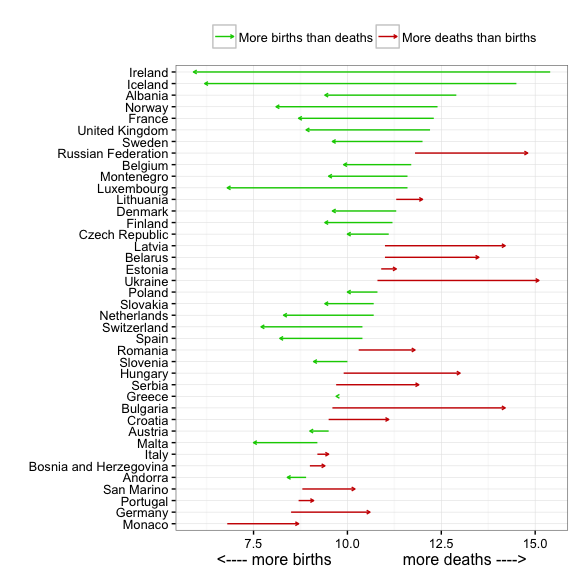 More births than deaths More deaths than births
Ireland
Iceland
Albania
Norway
France
United Kingdom
Sweden
Russian Federation
Belgium
Montenegro
Luxembourg
Lithuania
Denmark
Finland
Czech Republic
Latvia
Belarus
Estonia
Ukraine
Poland
Slovakia
Netherlands
Switzerland
Spain
Romania
Slovenia
Hungary
Serbia
Greece
Bulgaria
Croatia
Austria
Malta
Italy
Bosnia and Herzegovina
Andorra
San Marino
Portugal
Germany
Monaco
7.5 10.0 12.5 15.0
<---- more births more deaths ---->